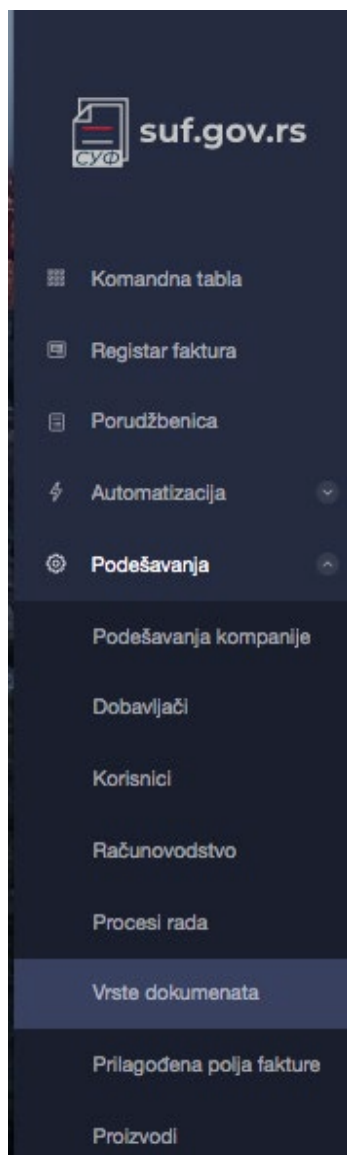 СУФ
suf.gov.rs
Komandna tabla
Registar faktura
Porudžbenica
Automatizacija
Podešavanja
Podešavanja kompanije
Dobavljači
Korisnici
Računovodstvo
Procesi rada
Vrste dokumenata
Prilagođena polja fakture
Proizvodi